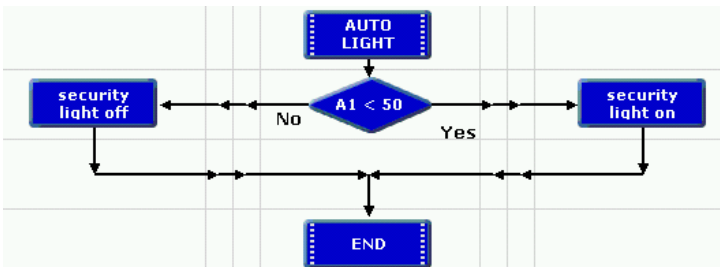 AUTO
LIGHT
security
light off
No
A1 < 50
Yes
security
light on
END